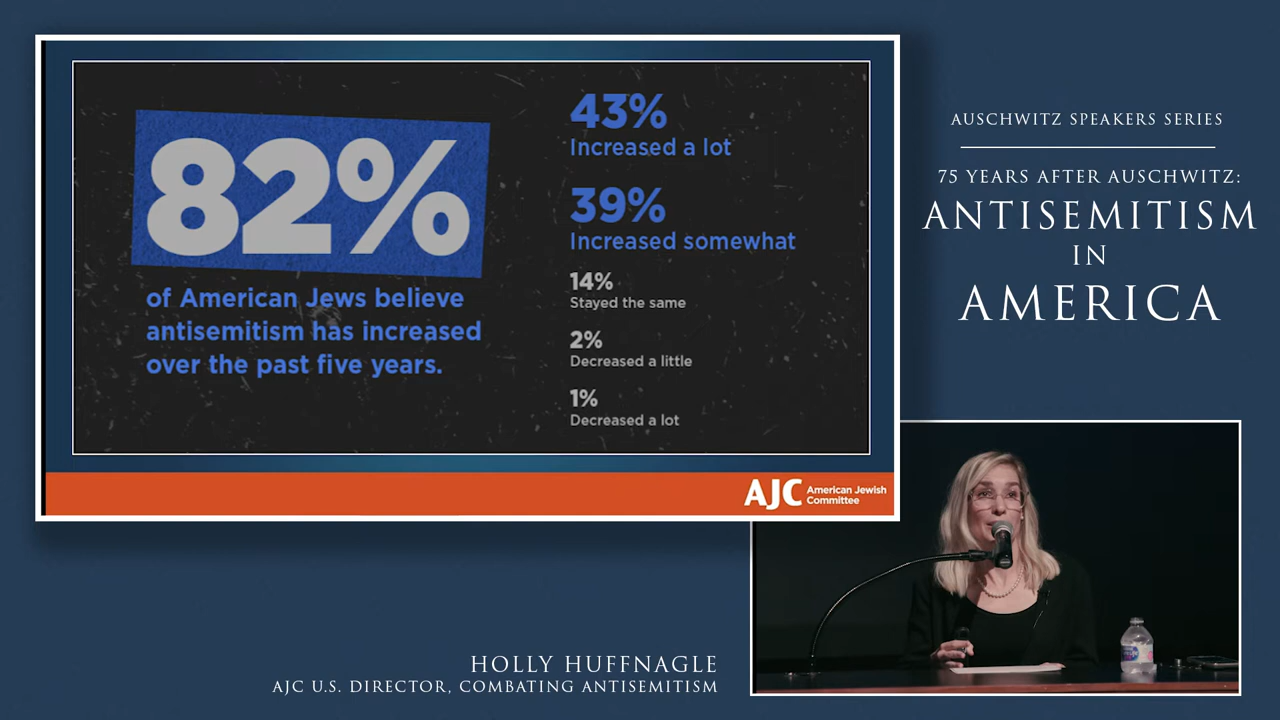 82%
of American Jews believe
antisemitism has increased
over the past five years.
43%
Increased a lot
39%
Increased somewhat
14%
Stayed the same
2%
Decreased a little
1%
Decreased a lot
AJC American Jewish
Committee
AUSCHWITZ SPEAKERS SERIES
75 YEARS AFTER AUSCHWITZ:
ANTISEMITISM
IN
AMERICA
HOLLY HUFFNAGLE
AJC U.S. DIRECTOR, COMBATING ANTISEMITISM